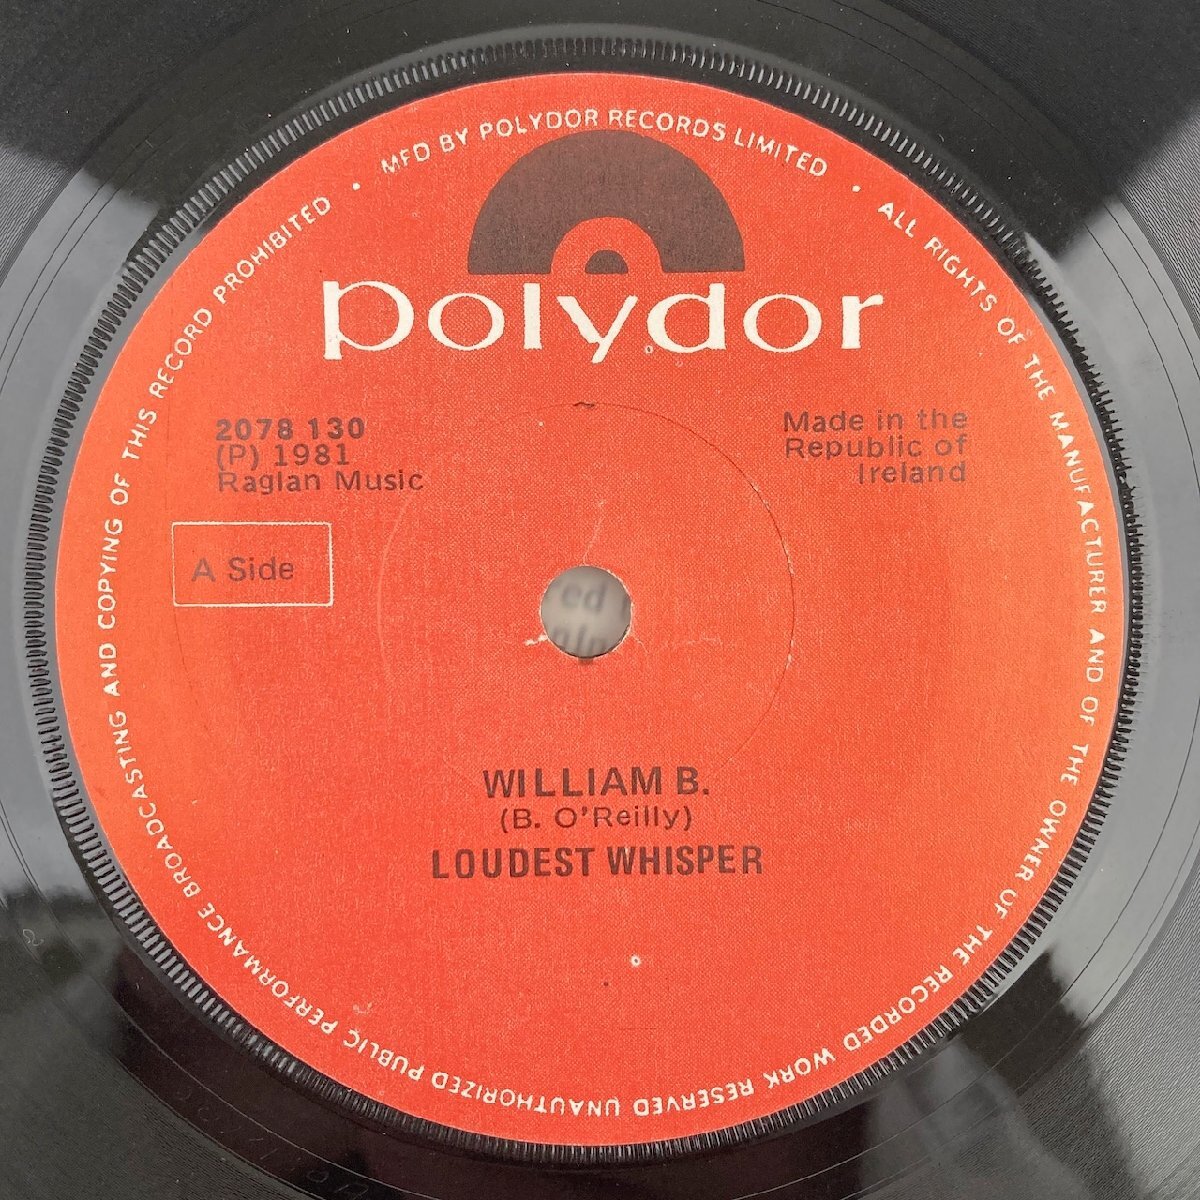 MFD BY POLYDOR RECORDS LIMITED • ALL RIGHTS OF THE MANUFACTURER AND OF THE OWNER OF THE RECORDED WORK RESERVED UNAUTHORIZED PUBLIC PERFORMANCE BROADCASTING AND COPYING OF THIS RECORD PROHIBITED •
polydor
2078 130
(P) 1981
Raglan Music
Made in the
Republic of
Ireland
A Side
ed
WILLIAM B.
(B. O'Reilly)
LOUDEST WHISPER